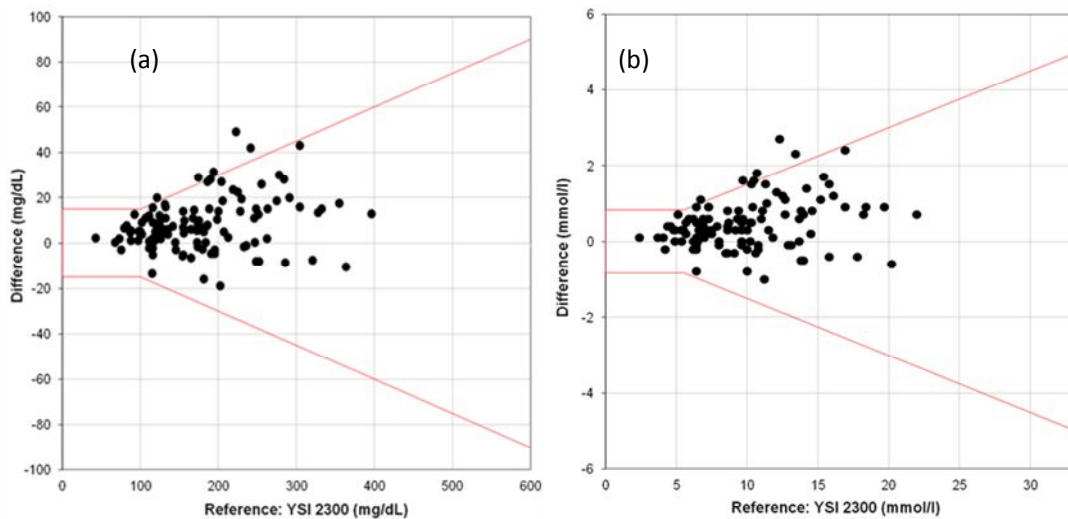 (a)
Difference (mg/dL)
100
80
60
40
20
0
-20
-40
-60
-80
-100
0 100 200 300 400 500 600
Reference: YSI 2300 (mg/dL)
(b)
Difference (mmol/l)
6
4
2
0
-2
-4
-6
0 5 10 15 20 25 30
Reference: YSI 2300 (mmol/l)